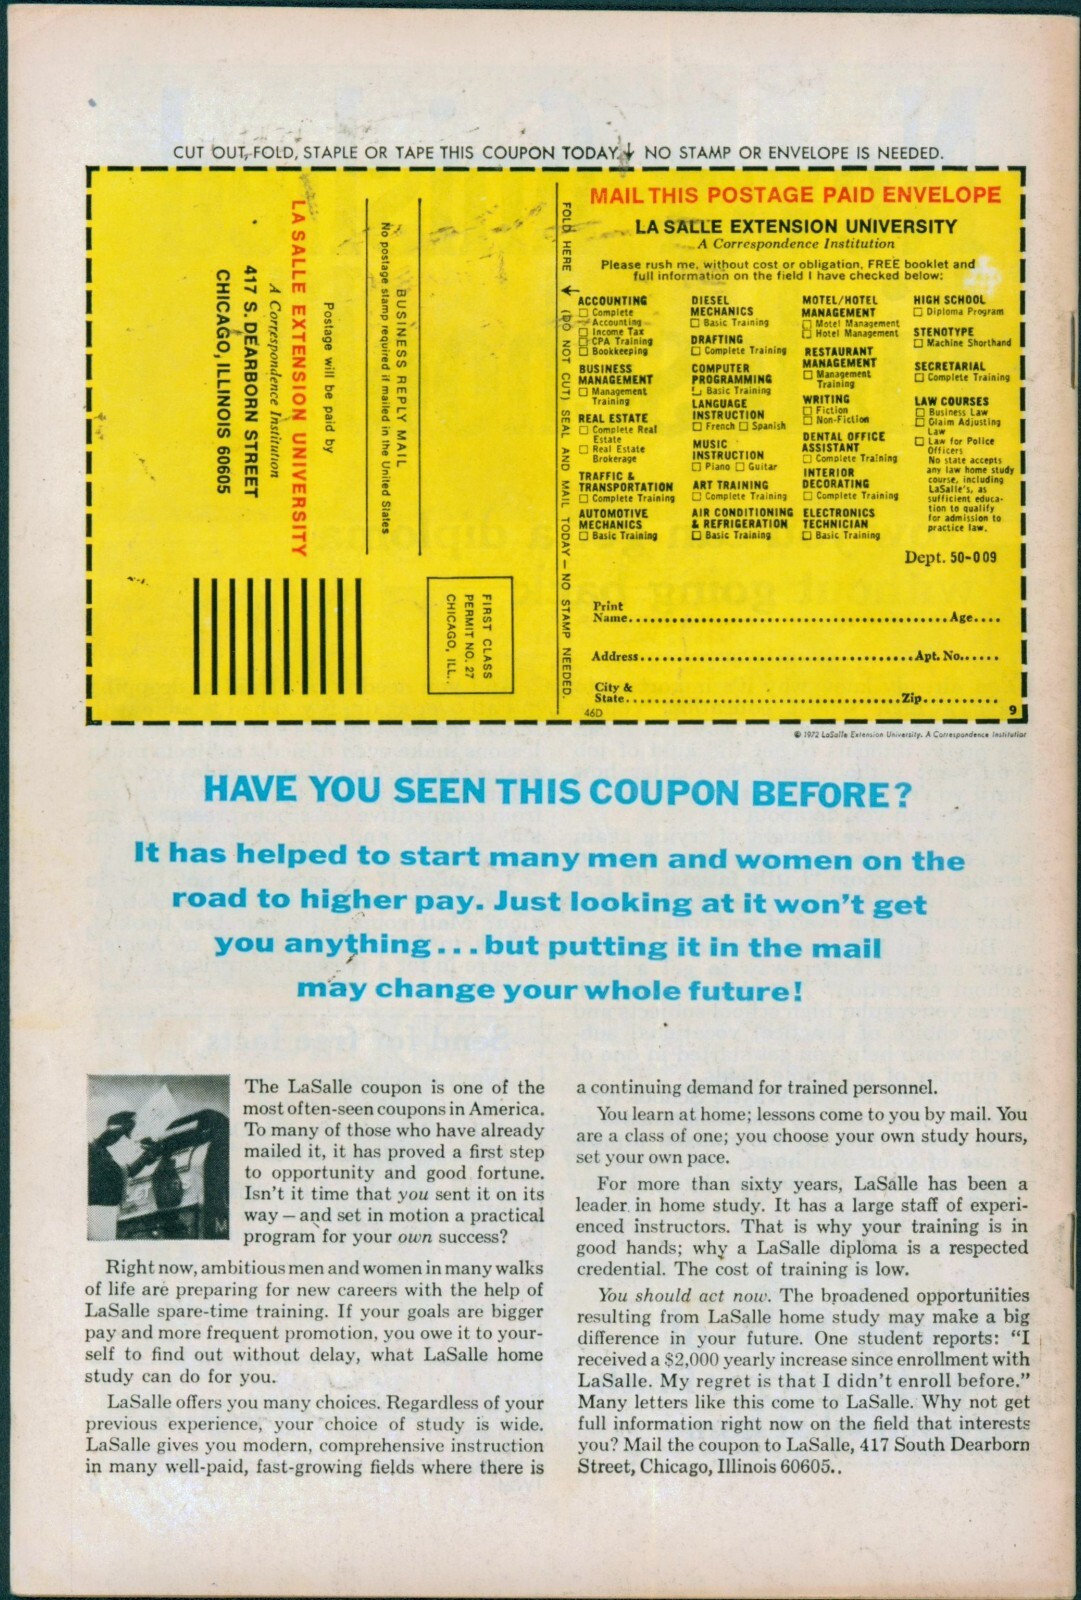 CUT OUT, FOLD, STAPLE OR TAPE THIS COUPON TODAY. NO STAMP OR ENVELOPE IS NEEDED.
FIRST CLASS
PERMIT NO. 27
CHICAGO, ILL.
BUSINESS REPLY MAIL
No postage stamp required if mailed in the United States
Postage will be paid by
LA SALLE EXTENSION UNIVERSITY
A Correspondence Institution
417 S. DEARBORN STREET
CHICAGO, ILLINOIS 60605
FOLD HERE (DO NOT CUT) SEAL AND MAIL TODAY — NO STAMP NEEDED.
MAIL THIS POSTAGE PAID ENVELOPE
LA SALLE EXTENSION UNIVERSITY
A Correspondence Institution
Please rush me, without cost or obligation, FREE booklet and
full information on the field I have checked below:
ACCOUNTING
Complete
Accounting
Income Tax
CPA Training
Bookkeeping
BUSINESS
MANAGEMENT
Management
Training
REAL ESTATE
Complete Real
Estate
Real Estate
Brokerage
TRAFFIC &
TRANSPORTATION
Complete Training
AUTOMOTIVE
MECHANICS
Basic Training
DIESEL
MECHANICS
Basic Training
DRAFTING
Complete Training
COMPUTER
PROGRAMMING
Basic Training
LANGUAGE
INSTRUCTION
French Spanish
MUSIC
INSTRUCTION
Piano Guitar
ART TRAINING
Complete Training
AIR CONDITIONING
& REFRIGERATION
Basic Training
MOTEL/HOTEL
MANAGEMENT
Motel Management
Hotel Management
RESTAURANT
MANAGEMENT
Management
Training
WRITING
Fiction
Non-Fiction
DENTAL OFFICE
ASSISTANT
Complete Training
INTERIOR
DECORATING
Complete Training
ELECTRONICS
TECHNICIAN
Basic Training
HIGH SCHOOL
Diploma Program
STENOTYPE
Machine Shorthand
SECRETARIAL
Complete Training
LAW COURSES
Business Law
Claim Adjusting
Law
Law for Police
Officers
No state accepts
any law home study
course, including
LaSalle's, as
sufficient educa-
tion to qualify
for admission to
practice law.
Dept. 50-009
Print
Name Age
Address Apt. No.
City &
State Zip
46D
9
© 1972 LaSalle Extension University. A Correspondence Institution
HAVE YOU SEEN THIS COUPON BEFORE?
It has helped to start many men and women on the
road to higher pay. Just looking at it won't get
you anything...but putting it in the mail
may change your whole future!
The LaSalle coupon is one of the
most often-seen coupons in America.
To many of those who have already
mailed it, it has proved a first step
to opportunity and good fortune.
Isn't it time that you sent it on its
way—and set in motion a practical
program for your own success?
Right now, ambitious men and women in many walks
of life are preparing for new careers with the help of
LaSalle spare-time training. If your goals are bigger
pay and more frequent promotion, you owe it to your-
self to find out without delay, what LaSalle home
study can do for you.
LaSalle offers you many choices. Regardless of your
previous experience, your choice of study is wide.
LaSalle gives you modern, comprehensive instruction
in many well-paid, fast-growing fields where there is
a continuing demand for trained personnel.
You learn at home; lessons come to you by mail. You
are a class of one; you choose your own study hours,
set your own pace.
For more than sixty years, LaSalle has been a
leader in home study. It has a large staff of experi-
enced instructors. That is why your training is in
good hands; why a LaSalle diploma is a respected
credential. The cost of training is low.
You should act now. The broadened opportunities
resulting from LaSalle home study may make a big
difference in your future. One student reports: "I
received a $2,000 yearly increase since enrollment with
LaSalle. My regret is that I didn't enroll before."
Many letters like this come to LaSalle. Why not get
full information right now on the field that interests
you? Mail the coupon to LaSalle, 417 South Dearborn
Street, Chicago, Illinois 60605..